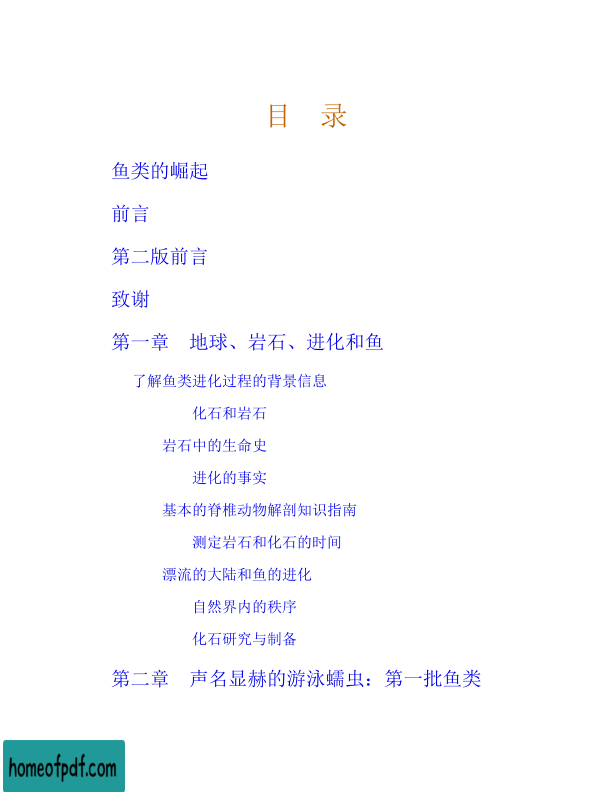 目 录
鱼类的崛起
前言
第二版前言
致谢
第一章 地球、岩石、进化和鱼
了解鱼类进化过程的背景信息
化石和岩石
岩石中的生命史
进化的事实
基本的脊椎动物解剖知识指南
测定岩石和化石的时间
漂流的大陆和鱼的进化
自然界内的秩序
化石研究与制备
第二章 声名显赫的游泳蠕虫：第一批鱼类
homeofpdf.com